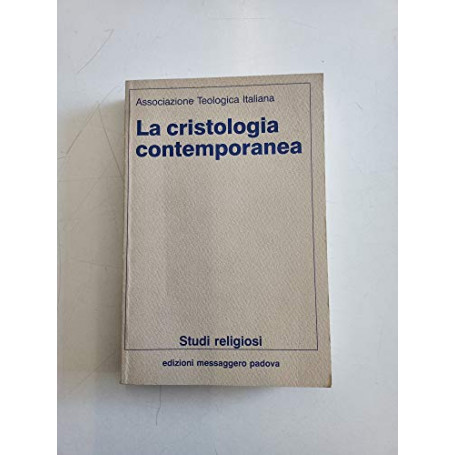 Associazione Teologica Italiana
La cristologia
contemporanea
Studi religiosi
edizioni messaggero padova